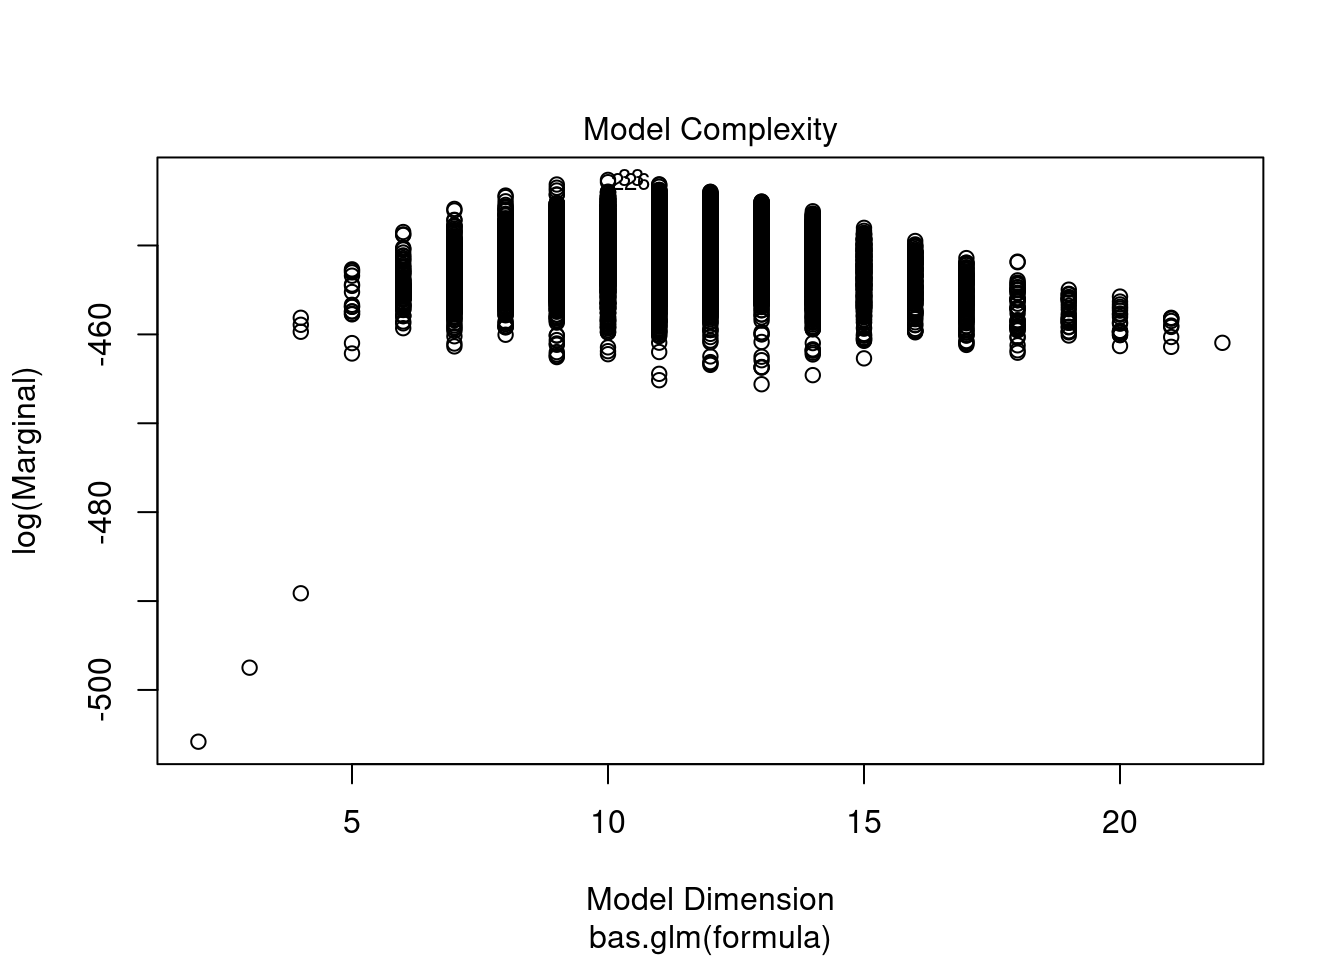 Model Complexity
log(Marginal)
-460
-480
-500
5 10 15 20
Model Dimension
bas.glm(formula)